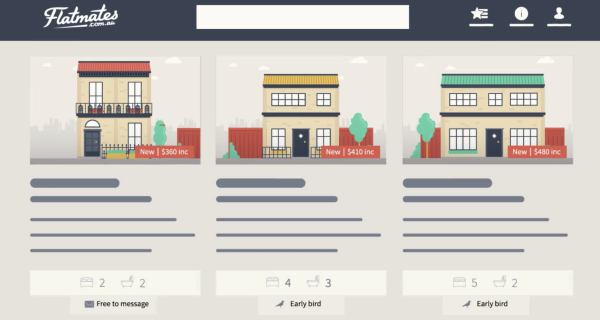 Flatmates
.com.au
New | $360 inc
New | $410 inc
New | $480 inc
2 2
4 3
5 2
Free to message
Early bird
Early bird